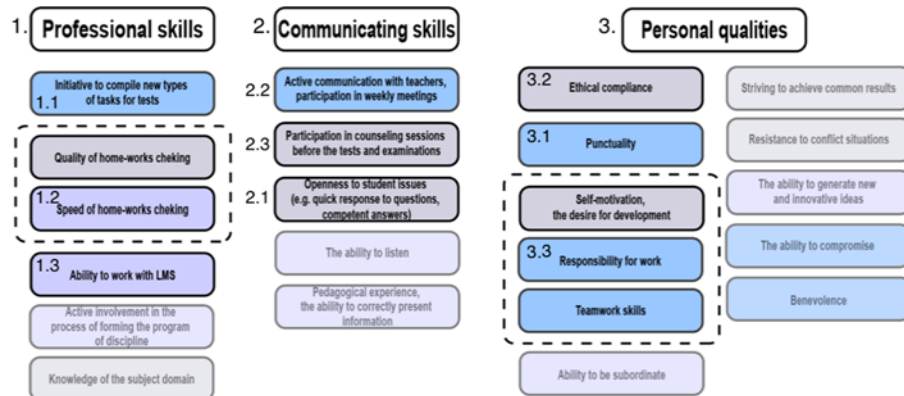 1. Professional skills
1.1 Initiative to compile new types
of tasks for tests
Quality of home-works cheking
1.2 Speed of home-works cheking
1.3 Ability to work with LMS
Active involvement in the
process of forming the program
of discipline
Knowledge of the subject domain
2. Communicating skills
2.2 Active communication with teachers,
participation in weekly meetings
2.3 Participation in counseling sessions
before the tests and examinations
2.1 Openness to student issues
(e.g. quick response to questions,
competent answers)
The ability to listen
Pedagogical experience,
the ability to correctly present
information
3. Personal qualities
3.2 Ethical compliance
3.1 Punctuality
Self-motivation,
the desire for development
3.3 Responsibility for work
Teamwork skills
Ability to be subordinate
Striving to achieve common results
Resistance to conflict situations
The ability to generate new
and innovative ideas
The ability to compromise
Benevolence